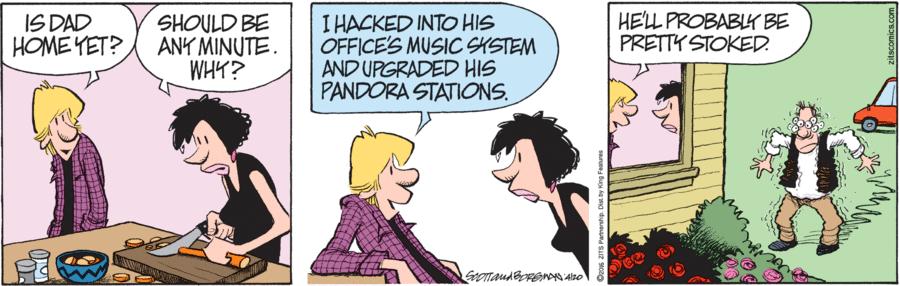 IS DAD
HOME YET?
SHOULD BE
ANY MINUTE.
WHY?
I HACKED INTO HIS
OFFICE'S MUSIC SYSTEM
AND UPGRADED HIS
PANDORA STATIONS.
SCOTT and BORGMAN 4/20
©2016 ZITS Partnership. Dist. by King Features
HE'LL PROBABLY BE
PRETTY STOKED.
zitscomics.com